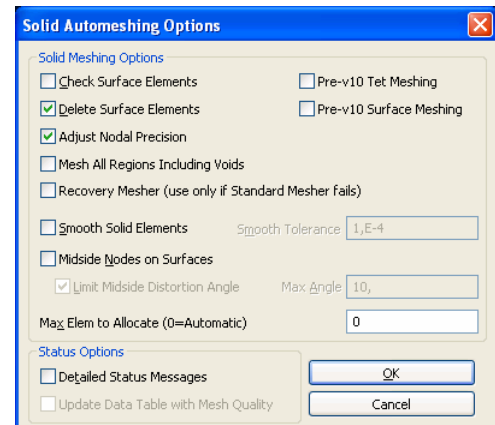 Solid Automeshing Options
Solid Meshing Options
Check Surface Elements
Pre-v10 Tet Meshing
Delete Surface Elements
Pre-v10 Surface Meshing
Adjust Nodal Precision
Mesh All Regions Including Voids
Recovery Mesher (use only if Standard Mesher fails)
Smooth Solid Elements
Smooth Tolerance 1,E-4
Midside Nodes on Surfaces
Limit Midside Distortion Angle
Max Angle 10,
Max Elem to Allocate (0=Automatic) 0
Status Options
Detailed Status Messages
OK
Update Data Table with Mesh Quality
Cancel